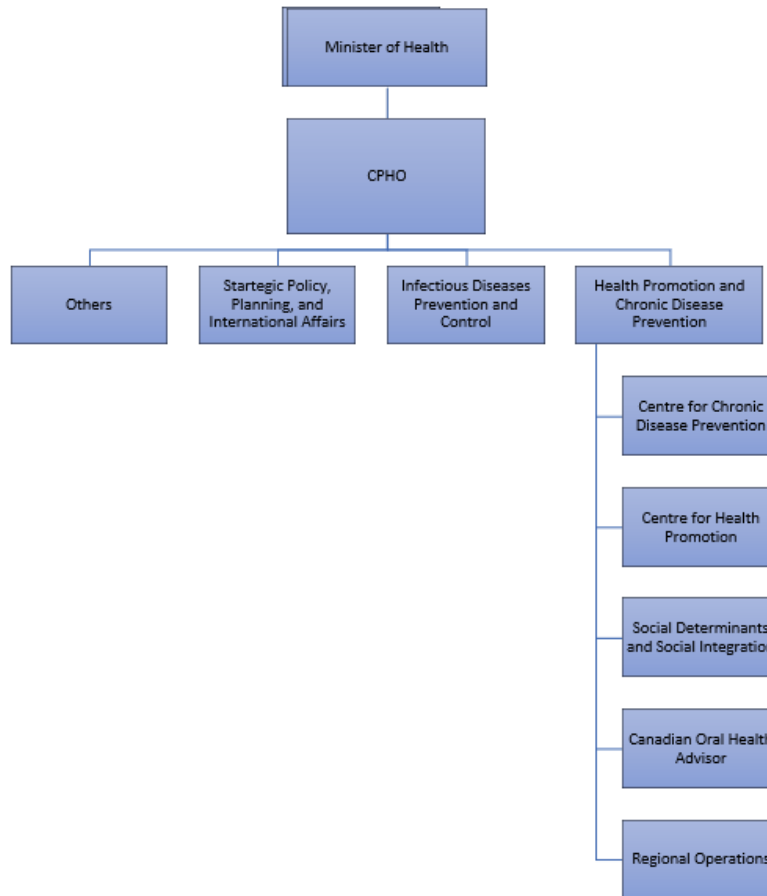 Minister of Health
CPHO
Others
Startegic Policy,
Planning, and
International Affairs
Infectious Diseases
Prevention and
Control
Health Promotion and
Chronic Disease
Prevention
Centre for Chronic
Disease Prevention
Centre for Health
Promotion
Social Determinants
and Social Integratio
Canadian Oral Health
Advisor
Regional Operations